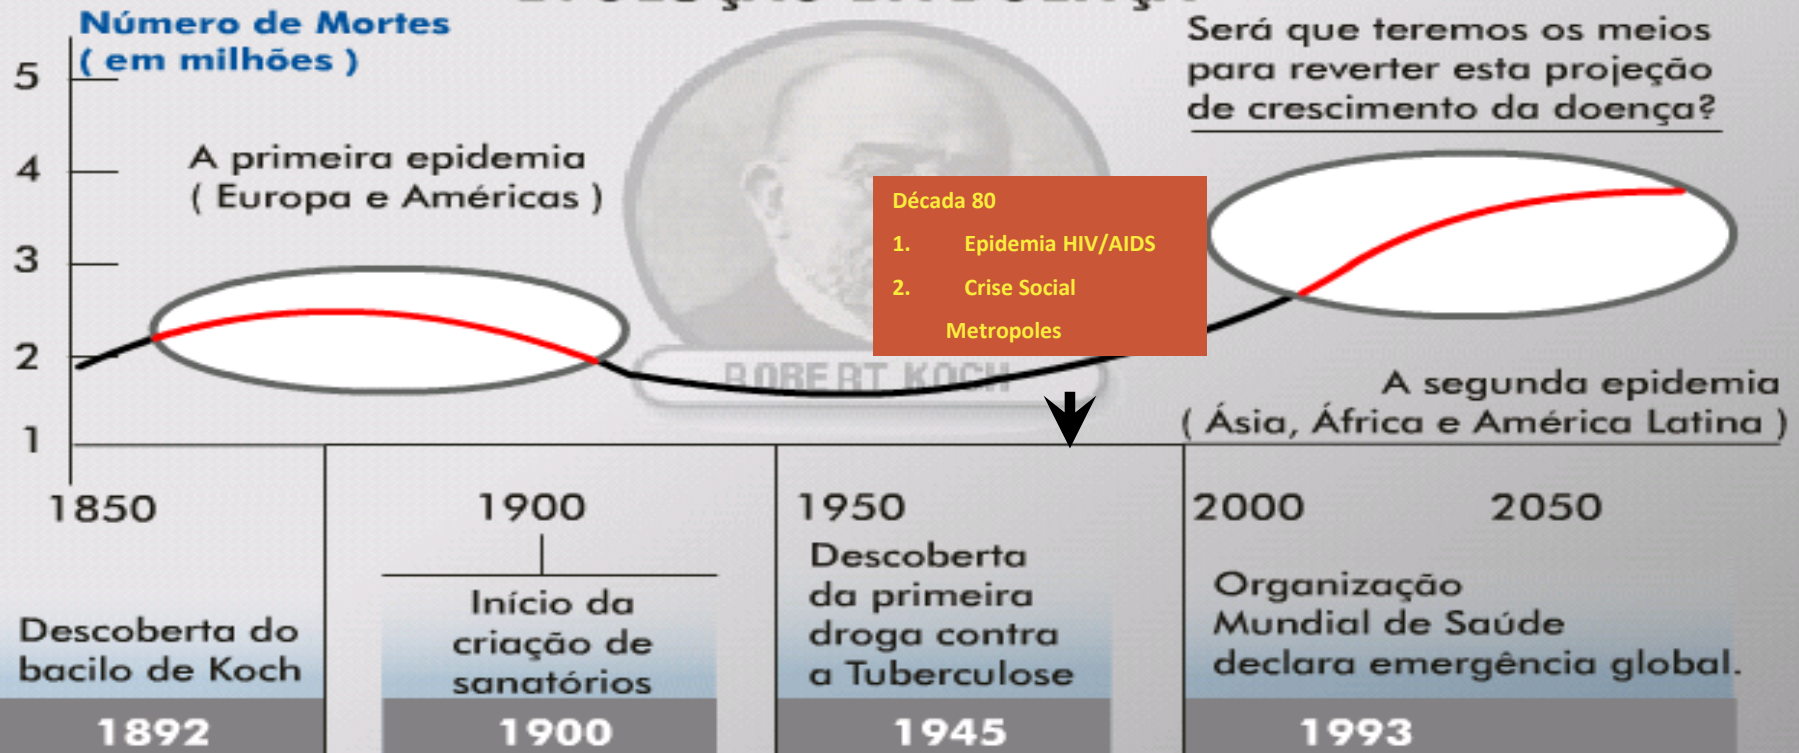 Número de Mortes
( em milhões )
5
4
3
2
1
A primeira epidemia
( Europa e Américas )
ROBERT KOCH
Década 80
1. Epidemia HIV/AIDS
2. Crise Social
Metropoles
Será que teremos os meios
para reverter esta projeção
de crescimento da doença?
A segunda epidemia
( Ásia, África e América Latina )
1850 1900 1950 2000 2050
Descoberta do
bacilo de Koch
1892
Início da
criação de
sanatórios
1900
Descoberta
da primeira
droga contra
a Tuberculose
1945
Organização
Mundial de Saúde
declara emergência global.
1993